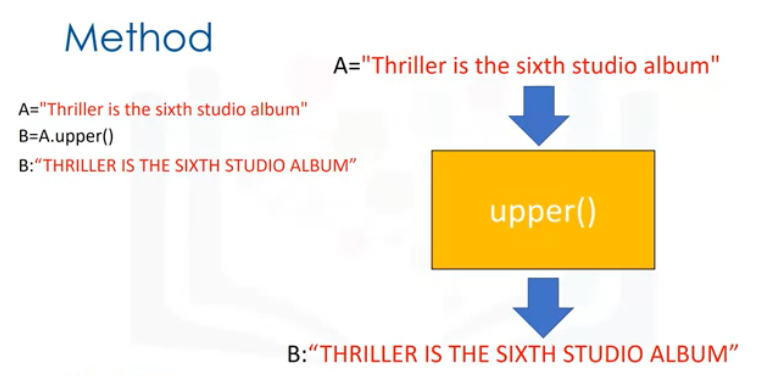 Method
A="Thriller is the sixth studio album"
B=A.upper()
B:“THRILLER IS THE SIXTH STUDIO ALBUM”
A="Thriller is the sixth studio album"
upper()
B:“THRILLER IS THE SIXTH STUDIO ALBUM”